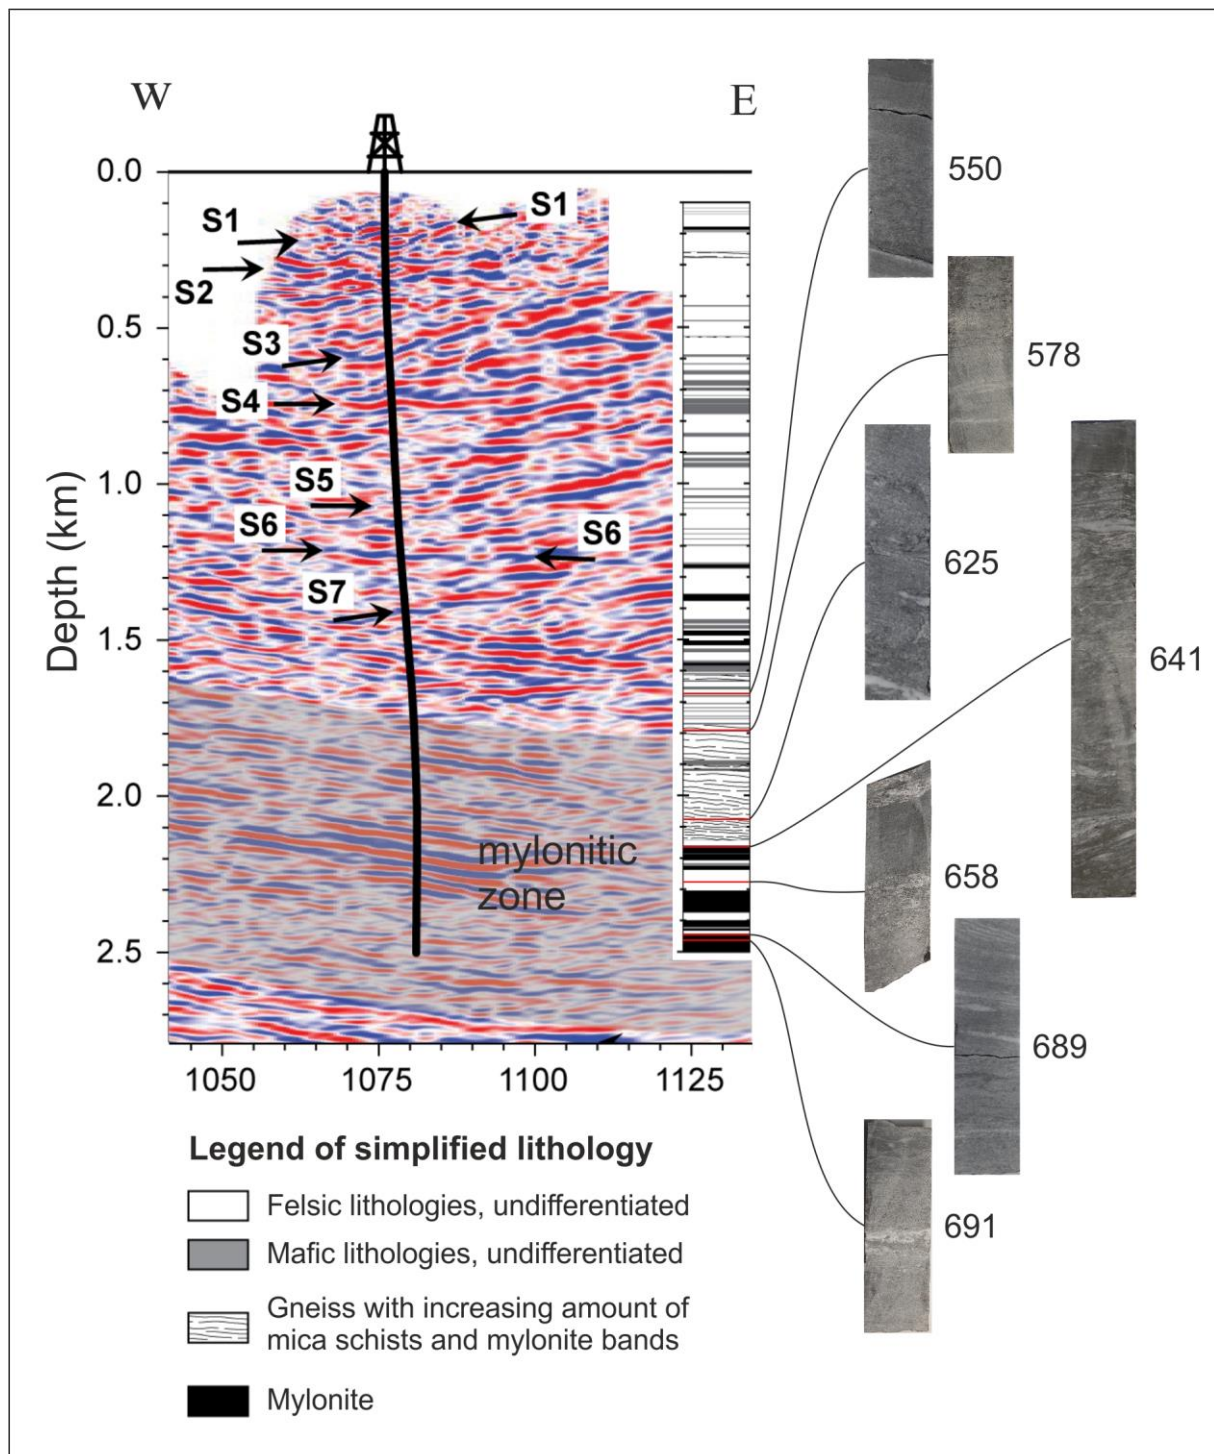 W
E
0.0
S1
S1
S2
0.5
S3
S4
Depth (km)
1.0
S5
S6
S6
S7
1.5
2.0
mylonitic
zone
2.5
1050
1075
1100
1125
550
578
625
641
658
689
691
Legend of simplified lithology
Felsic lithologies, undifferentiated
Mafic lithologies, undifferentiated
Gneiss with increasing amount of
mica schists and mylonite bands
Mylonite